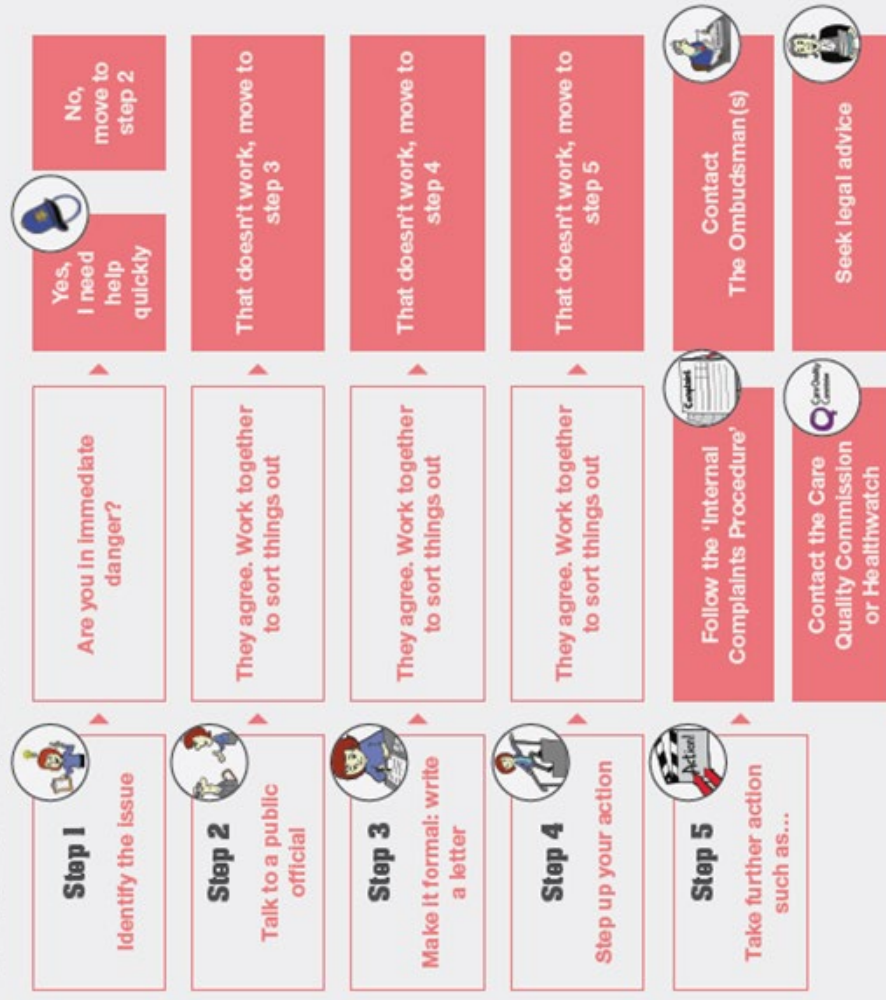 Step 1
Identify the issue
Are you in immediate
danger?
Yes,
I need
help
quickly
No,
move to
step 2
Step 2
Talk to a public
official
They agree. Work together
to sort things out
That doesn't work, move to
step 3
Step 3
Make it formal: write
a letter
They agree. Work together
to sort things out
That doesn't work, move to
step 4
Step 4
Step up your action
They agree. Work together
to sort things out
That doesn't work, move to
step 5
Step 5
Action!
Take further action
such as...
Complaint
Follow the 'Internal
Complaints Procedure'
Contact
The Ombudsman(s)
CareQuality
Commission
Contact the Care
Quality Commission
or Healthwatch
Seek legal advice